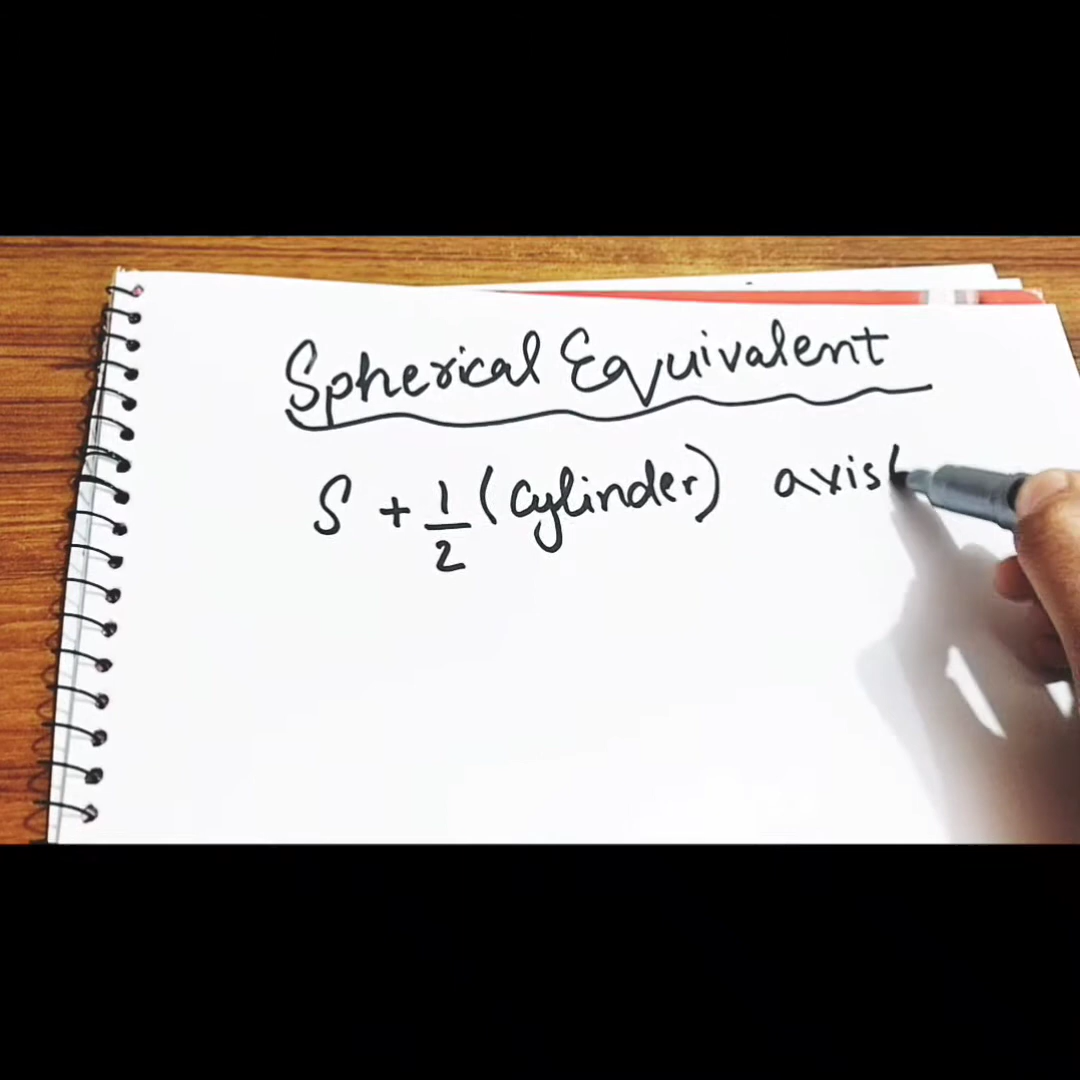 Spherical Equivalent
S + 1/2 (cylinder) axis